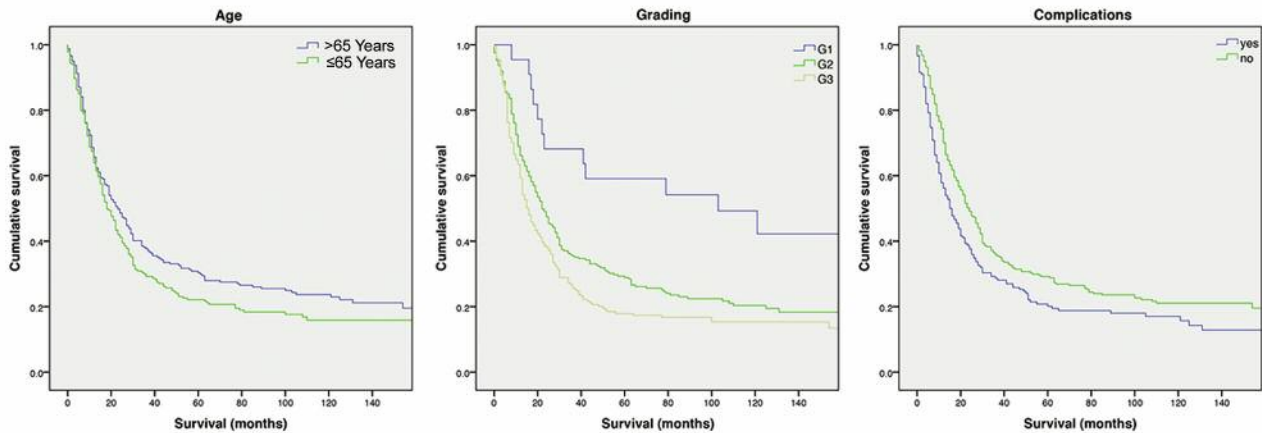 Age
>65 Years
≤65 Years
1.0
0.8
0.6
0.4
0.2
0.0
Cumulative survival
0 20 40 60 80 100 120 140
Survival (months)
Grading
G1
G2
G3
1.0
0.8
0.6
0.4
0.2
0.0
Cumulative survival
0 20 40 60 80 100 120 140
Survival (months)
Complications
yes
no
1.0
0.8
0.6
0.4
0.2
0.0
Cumulative survival
0 20 40 60 80 100 120 140
Survival (months)